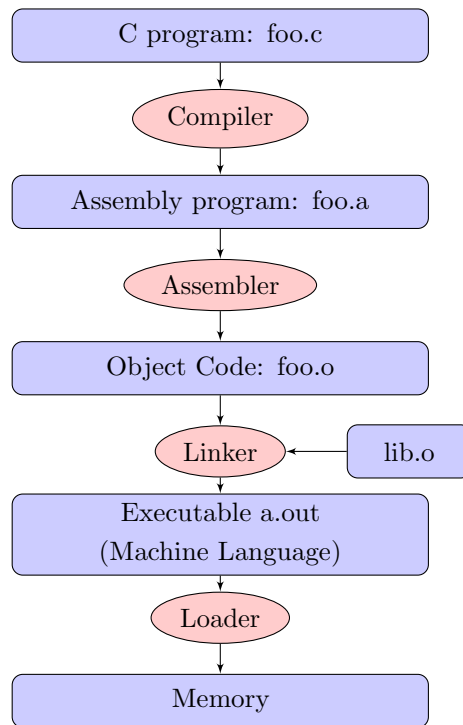 C program: foo.c
Compiler
Assembly program: foo.a
Assembler
Object Code: foo.o
Linker
lib.o
Executable a.out
(Machine Language)
Loader
Memory